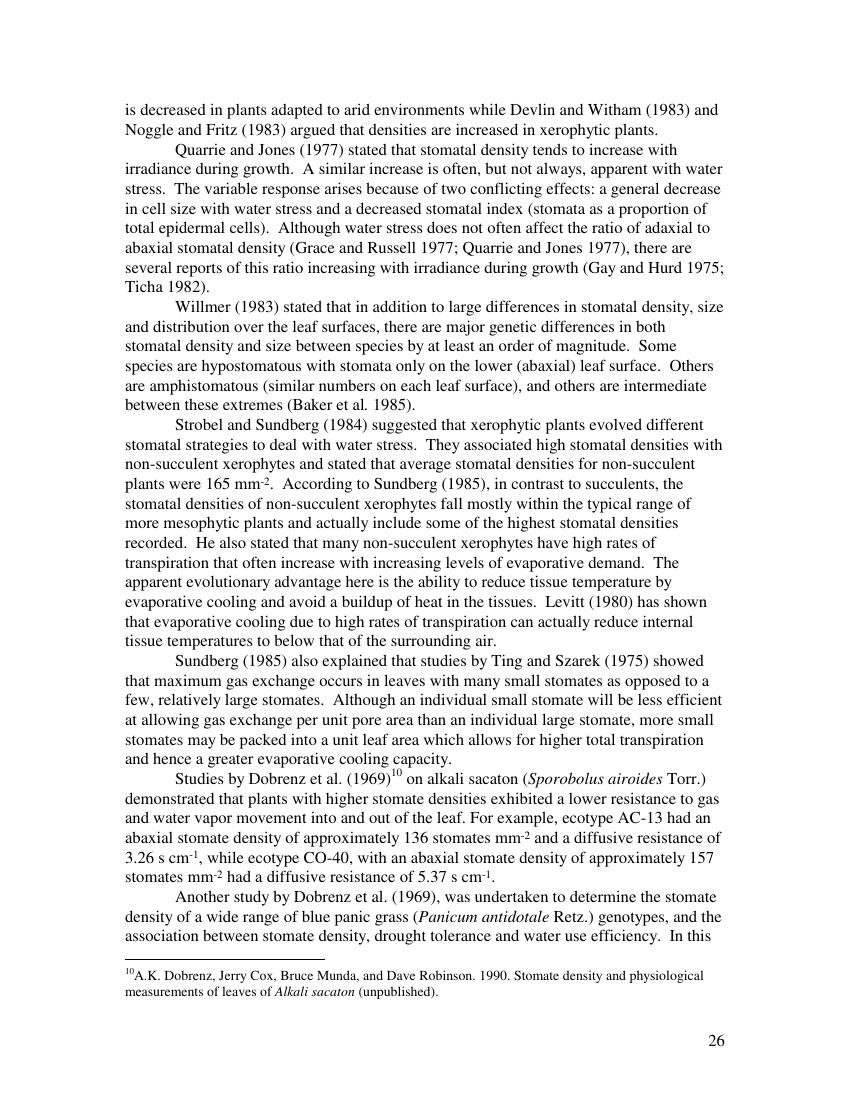 is decreased in plants adapted to arid environments while Devlin and Witham (1983) and
Noggle and Fritz (1983) argued that densities are increased in xerophytic plants.
Quarrie and Jones (1977) stated that stomatal density tends to increase with
irradiance during growth.  A similar increase is often, but not always, apparent with water
stress.  The variable response arises because of two conflicting effects: a general decrease
in cell size with water stress and a decreased stomatal index (stomata as a proportion of
total epidermal cells).  Although water stress does not often affect the ratio of adaxial to
abaxial stomatal density (Grace and Russell 1977; Quarrie and Jones 1977), there are
several reports of this ratio increasing with irradiance during growth (Gay and Hurd 1975;
Ticha 1982).
Willmer (1983) stated that in addition to large differences in stomatal density, size
and distribution over the leaf surfaces, there are major genetic differences in both
stomatal density and size between species by at least an order of magnitude.  Some
species are hypostomatous with stomata only on the lower (abaxial) leaf surface.  Others
are amphistomatous (similar numbers on each leaf surface), and others are intermediate
between these extremes (Baker et al. 1985).
Strobel and Sundberg (1984) suggested that xerophytic plants evolved different
stomatal strategies to deal with water stress.  They associated high stomatal densities with
non-succulent xerophytes and stated that average stomatal densities for non-succulent
plants were 165 mm-2.  According to Sundberg (1985), in contrast to succulents, the
stomatal densities of non-succulent xerophytes fall mostly within the typical range of
more mesophytic plants and actually include some of the highest stomatal densities
recorded.  He also stated that many non-succulent xerophytes have high rates of
transpiration that often increase with increasing levels of evaporative demand.  The
apparent evolutionary advantage here is the ability to reduce tissue temperature by
evaporative cooling and avoid a buildup of heat in the tissues.  Levitt (1980) has shown
that evaporative cooling due to high rates of transpiration can actually reduce internal
tissue temperatures to below that of the surrounding air.
Sundberg (1985) also explained that studies by Ting and Szarek (1975) showed
that maximum gas exchange occurs in leaves with many small stomates as opposed to a
few, relatively large stomates.  Although an individual small stomate will be less efficient
at allowing gas exchange per unit pore area than an individual large stomate, more small
stomates may be packed into a unit leaf area which allows for higher total transpiration
and hence a greater evaporative cooling capacity.
Studies by Dobrenz et al. (1969)10 on alkali sacaton (Sporobolus airoides Torr.)
demonstrated that plants with higher stomate densities exhibited a lower resistance to gas
and water vapor movement into and out of the leaf. For example, ecotype AC-13 had an
abaxial stomate density of approximately 136 stomates mm-2 and a diffusive resistance of
3.26 s cm-1, while ecotype CO-40, with an abaxial stomate density of approximately 157
stomates mm-2 had a diffusive resistance of 5.37 s cm-1.
Another study by Dobrenz et al. (1969), was undertaken to determine the stomate
density of a wide range of blue panic grass (Panicum antidotale Retz.) genotypes, and the
association between stomate density, drought tolerance and water use efficiency.  In this
10A.K. Dobrenz, Jerry Cox, Bruce Munda, and Dave Robinson. 1990. Stomate density and physiological
measurements of leaves of Alkali sacaton (unpublished).
26